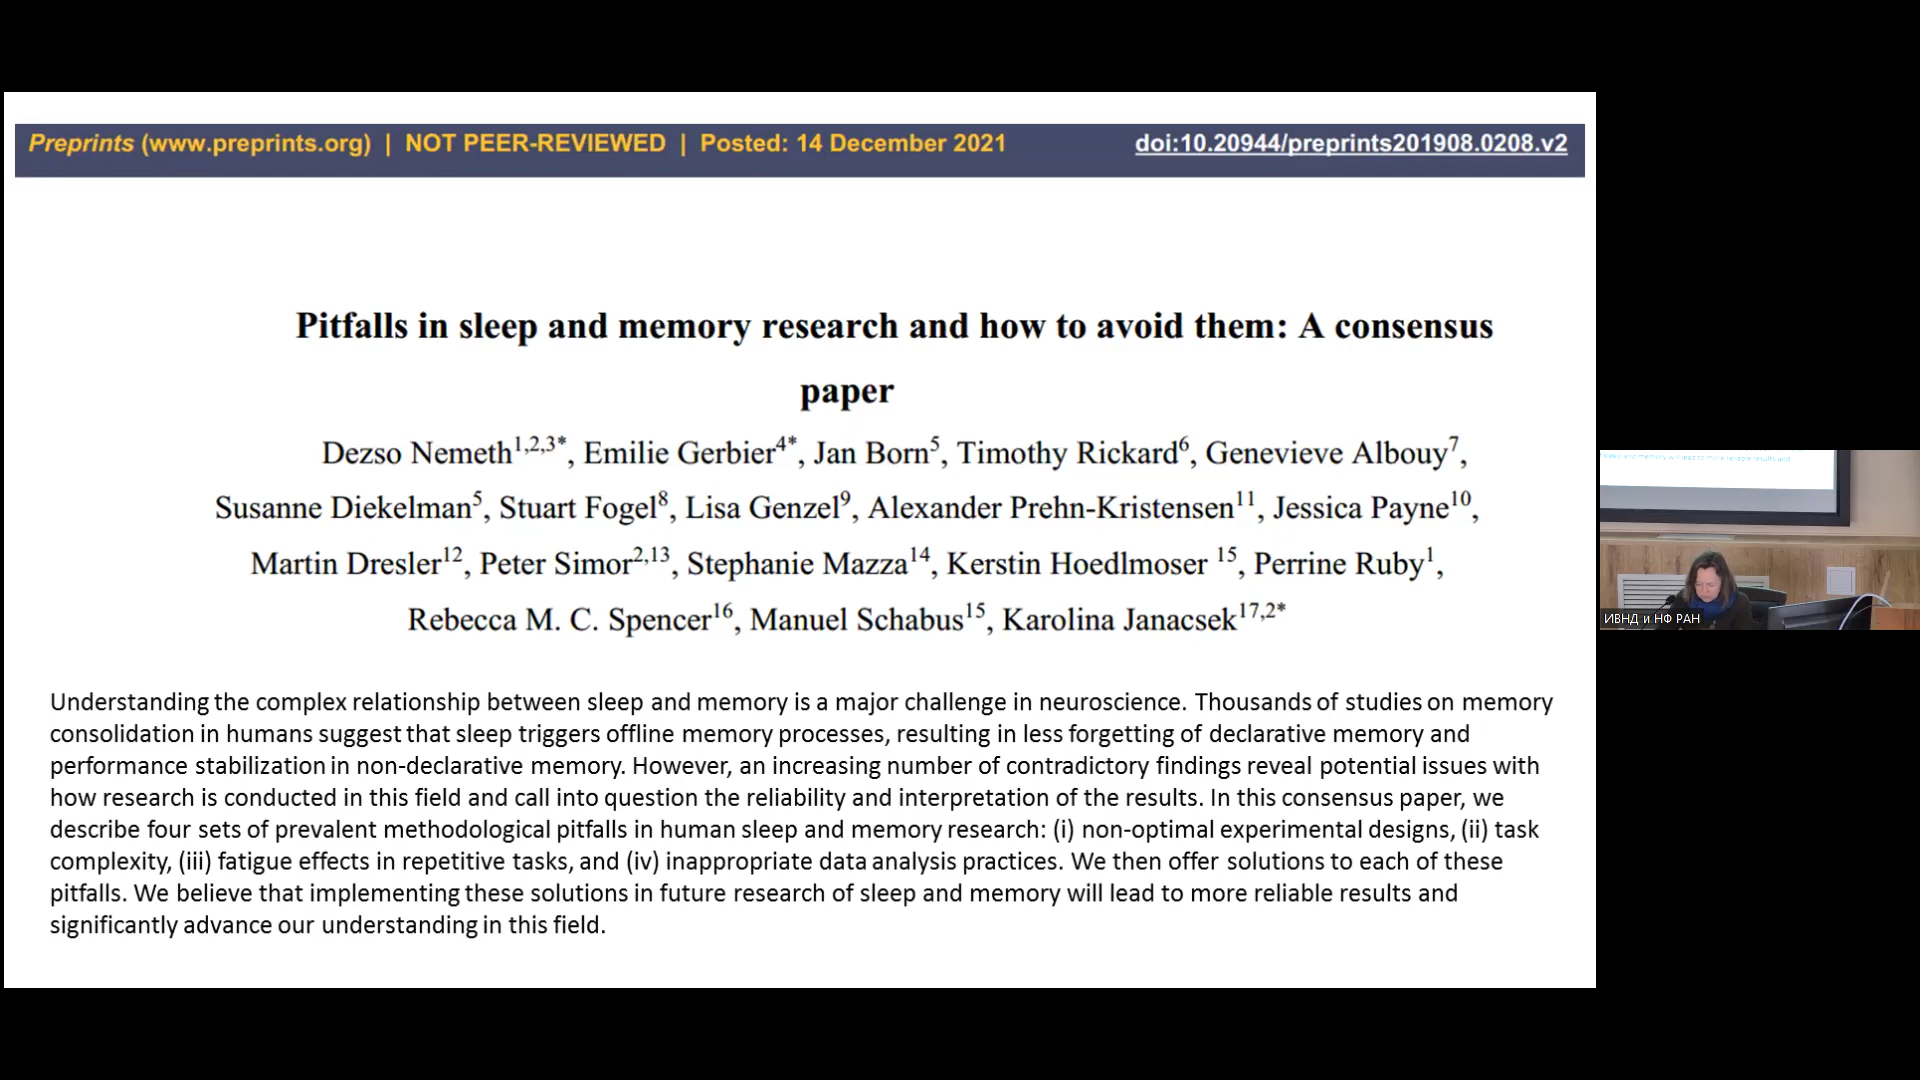 Preprints (www.preprints.org) | NOT PEER-REVIEWED | Posted: 14 December 2021 doi:10.20944/preprints201908.0208.v2
Pitfalls in sleep and memory research and how to avoid them: A consensus
paper
Dezso Nemeth1,2,3*, Emilie Gerbier4*, Jan Born5, Timothy Rickard6, Genevieve Albouy7,
Susanne Diekelman5, Stuart Fogel8, Lisa Genzel9, Alexander Prehn-Kristensen11, Jessica Payne10,
Martin Dresler12, Peter Simor2,13, Stephanie Mazza14, Kerstin Hoedlmoser 15, Perrine Ruby1,
Rebecca M. C. Spencer16, Manuel Schabus15, Karolina Janacsek17,2*
Understanding the complex relationship between sleep and memory is a major challenge in neuroscience. Thousands of studies on memory
consolidation in humans suggest that sleep triggers offline memory processes, resulting in less forgetting of declarative memory and
performance stabilization in non-declarative memory. However, an increasing number of contradictory findings reveal potential issues with
how research is conducted in this field and call into question the reliability and interpretation of the results. In this consensus paper, we
describe four sets of prevalent methodological pitfalls in human sleep and memory research: (i) non-optimal experimental designs, (ii) task
complexity, (iii) fatigue effects in repetitive tasks, and (iv) inappropriate data analysis practices. We then offer solutions to each of these
pitfalls. We believe that implementing these solutions in future research of sleep and memory will lead to more reliable results and
significantly advance our understanding in this field.
ИВНД и НФ РАН